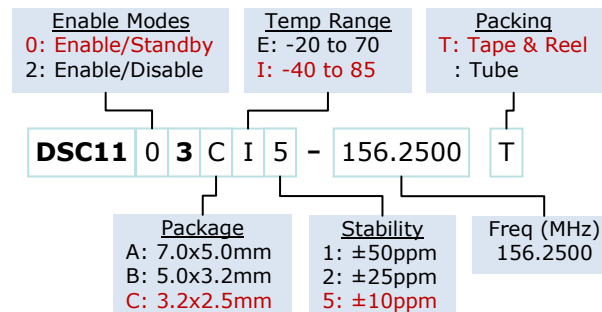 Enable Modes
0: Enable/Standby
2: Enable/Disable
Temp Range
E: -20 to 70
I: -40 to 85
Packing
T: Tape & Reel
: Tube
DSC11 0 3 C I 5 – 156.2500 T
Package
A: 7.0x5.0mm
B: 5.0x3.2mm
C: 3.2x2.5mm
Stability
1: ±50ppm
2: ±25ppm
5: ±10ppm
Freq (MHz)
156.2500